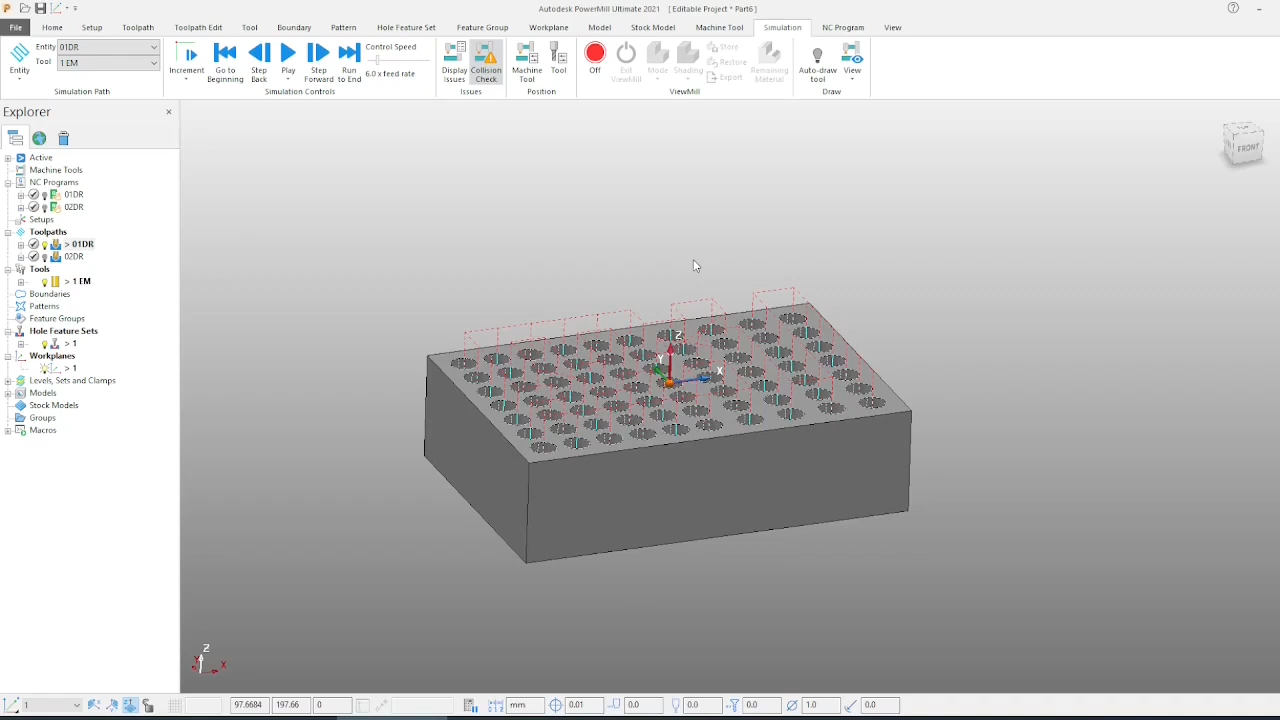 Autodesk PowerMill Ultimate 2021 [ Editable Project * Part6 ]
File Home Setup Toolpath Toolpath Edit Tool Boundary Pattern Hole Feature Set Feature Group Workplane Model Stock Model Machine Tool Simulation NC Program View
Entity
Entity 01DR
Tool 1 EM
Simulation Path
Increment
Go to
Beginning
Step
Back
Play
Step
Forward
Run
to End
Control Speed
6.0 x feed rate
Simulation Controls
Display
Issues
Collision
Check
Issues
Machine
Tool
Tool
Position
Off
Exit
ViewMill
Mode
Shading
Store
Restore
Export
Remaining
Material
ViewMill
Auto-draw
tool
View
Draw
Explorer
Active
Machine Tools
NC Programs
01DR
02DR
Setups
Toolpaths
> 01DR
02DR
Tools
> 1 EM
Boundaries
Patterns
Feature Groups
Hole Feature Sets
> 1
Workplanes
> 1
Levels, Sets and Clamps
Models
Stock Models
Groups
Macros
FRONT
Z
Y
X
Z
Y
X
1 97.6684 197.66 0 mm 0.01 0.0 0.0 0.0 1.0 0.0